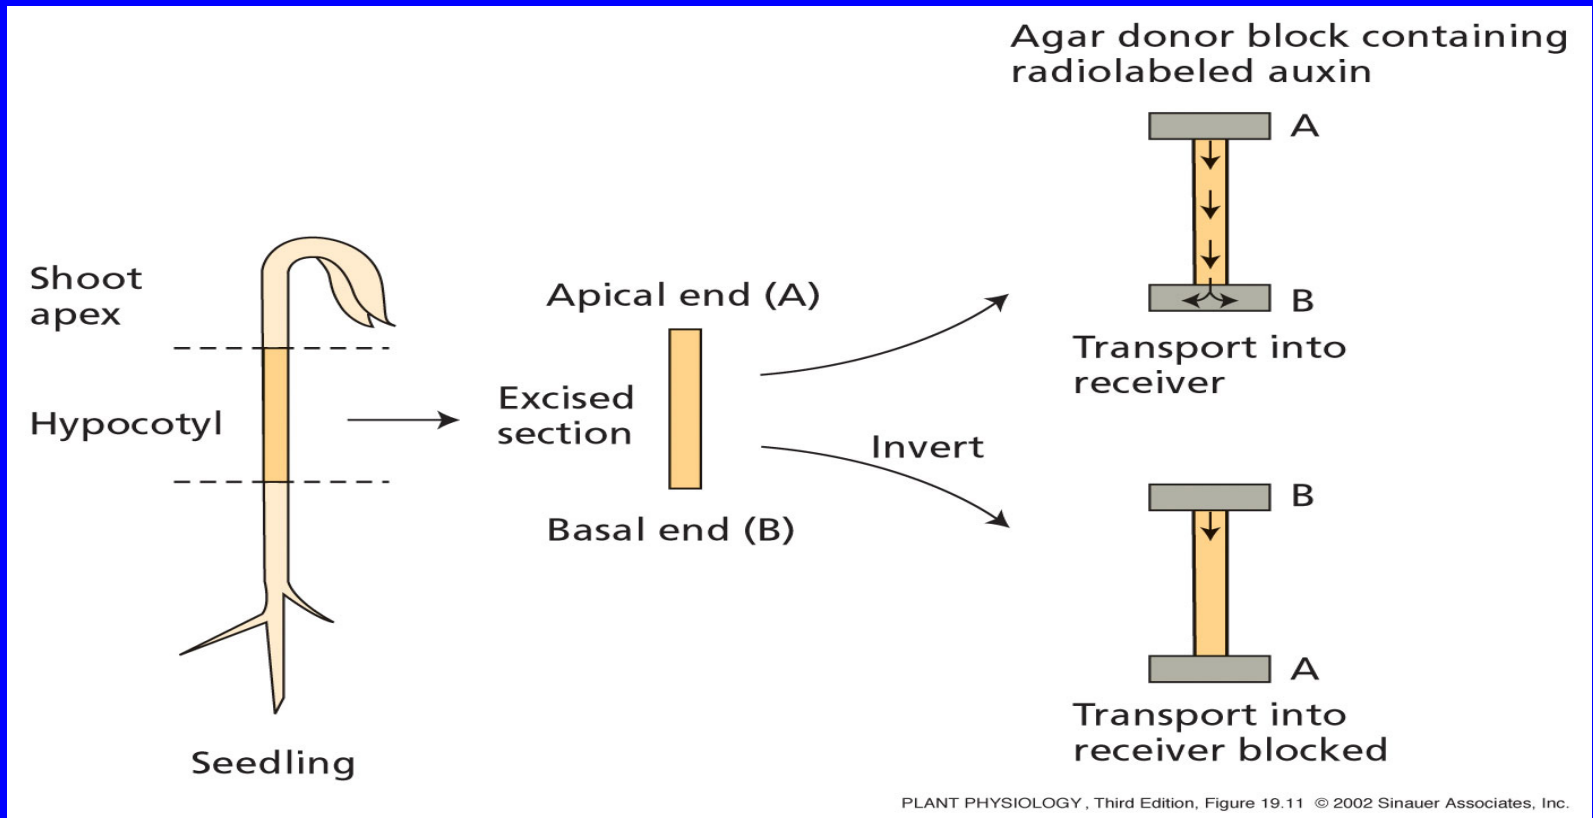 Agar donor block containing
radiolabeled auxin
A
B
Transport into
receiver
Shoot
apex
Hypocotyl
Apical end (A)
Excised
section
Basal end (B)
Invert
B
A
Transport into
receiver blocked
Seedling
PLANT PHYSIOLOGY, Third Edition, Figure 19.11 © 2002 Sinauer Associates, Inc.